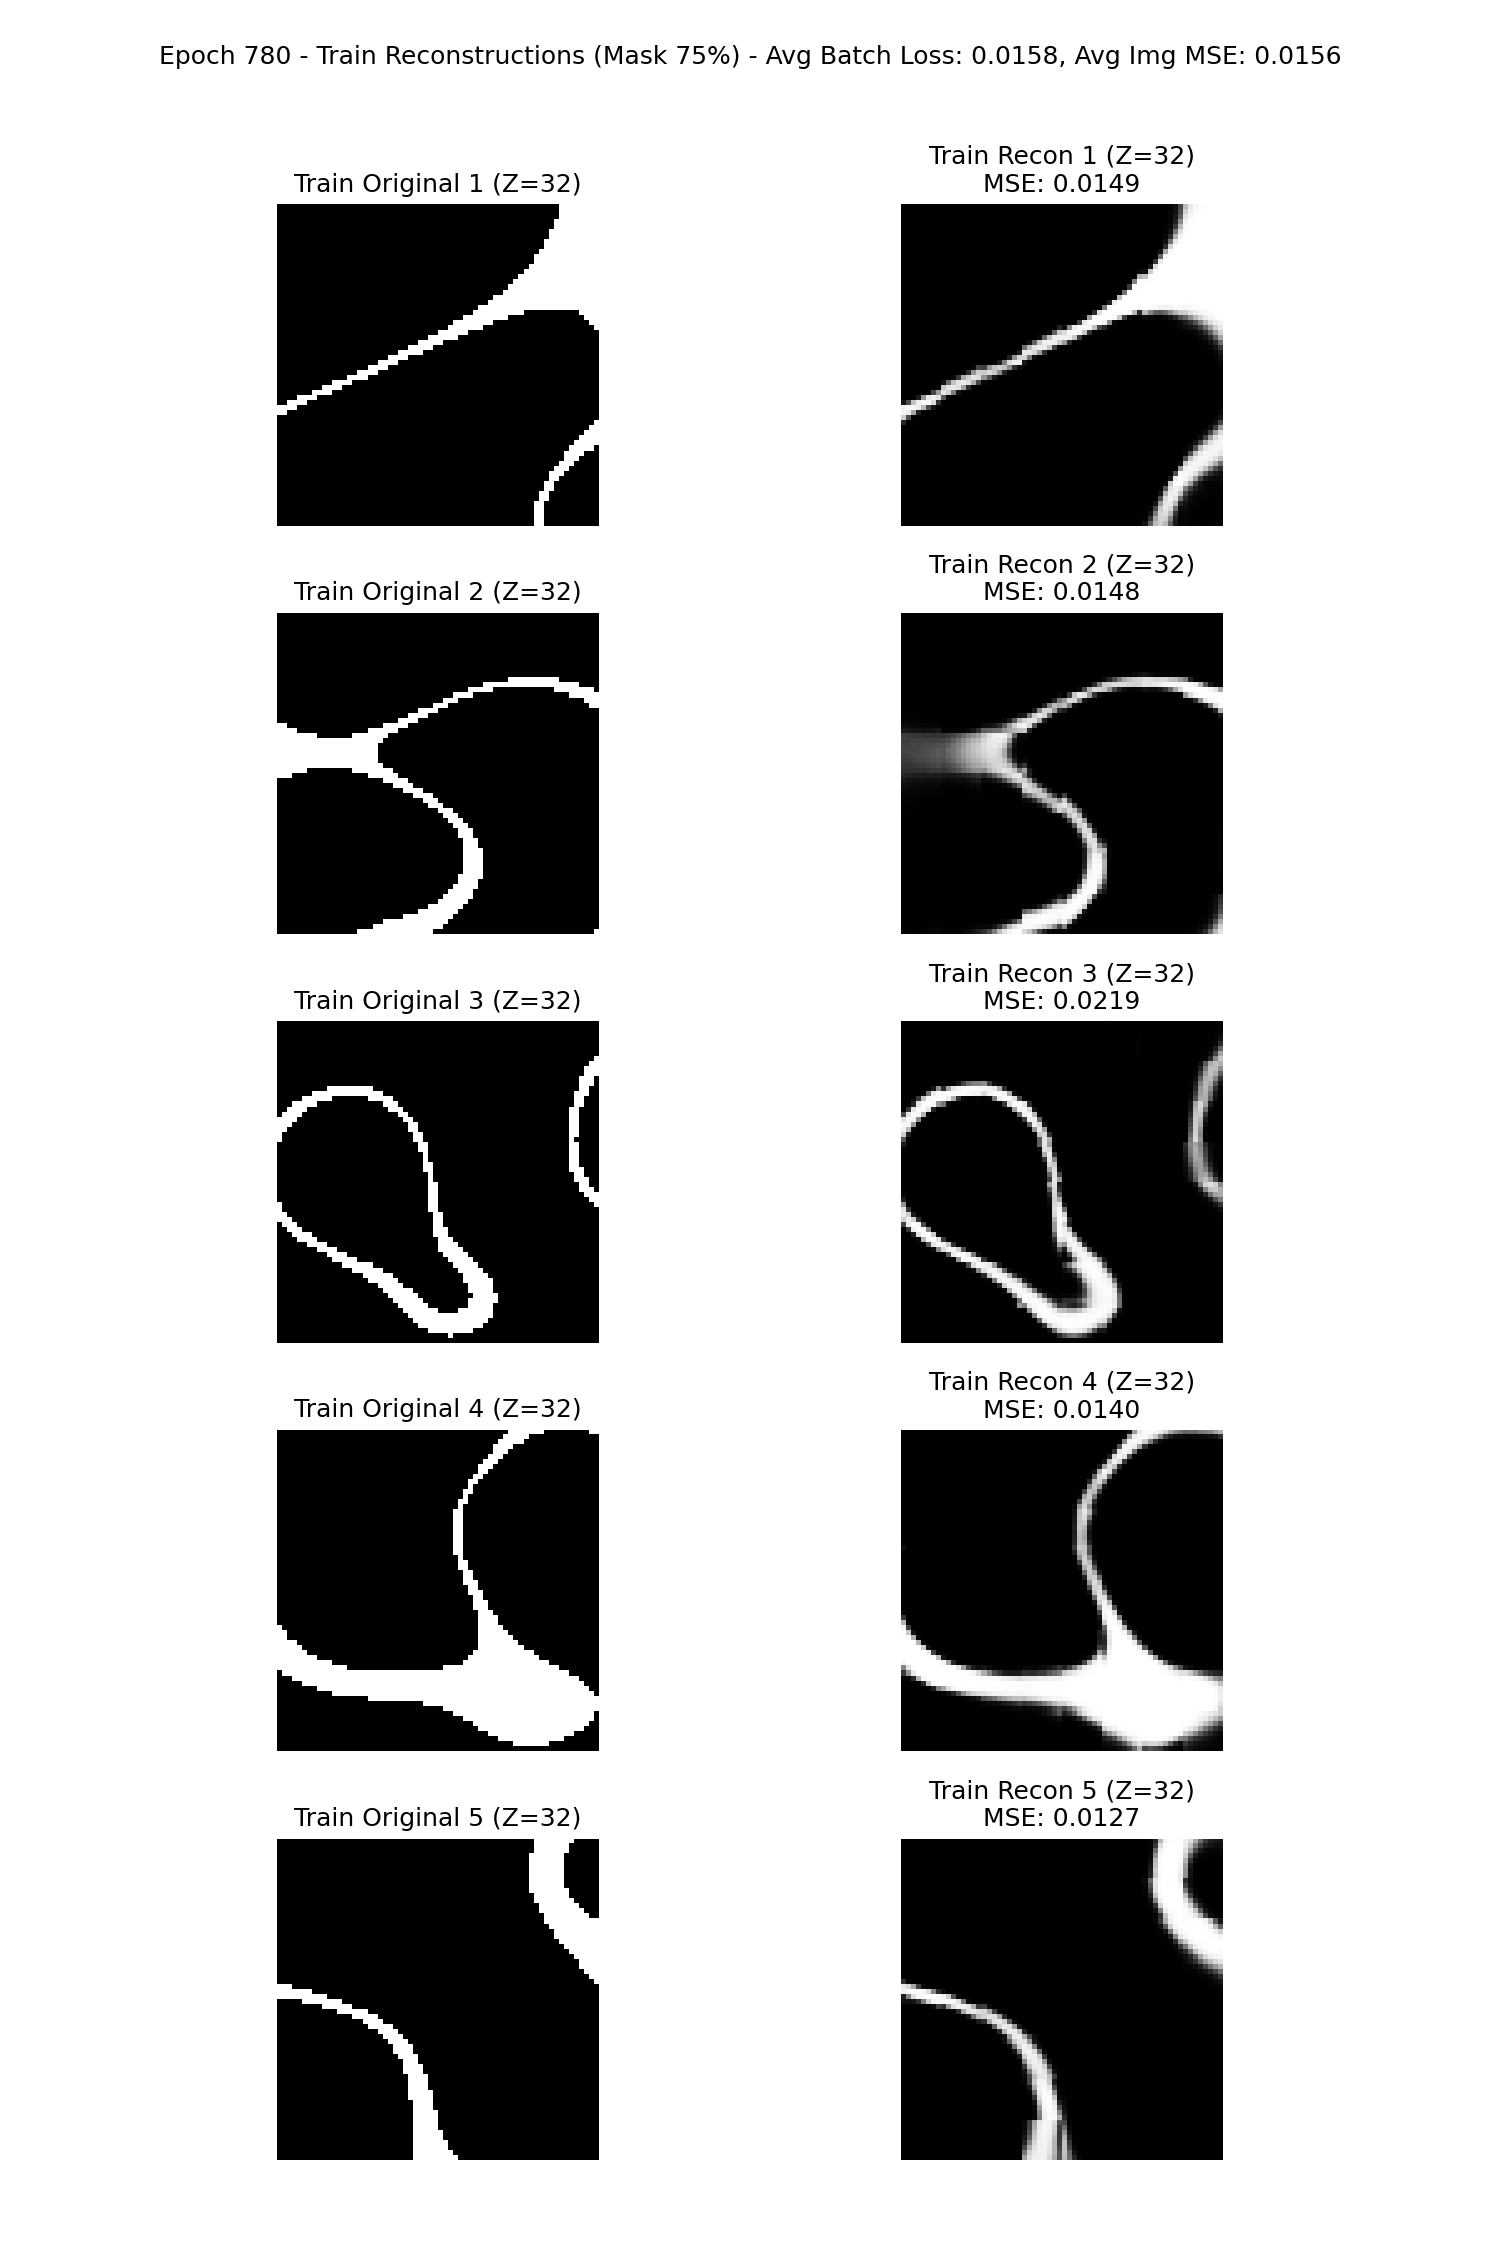 Epoch 780 - Train Reconstructions (Mask 75%) - Avg Batch Loss: 0.0158, Avg Img MSE: 0.0156
Train Original 1 (Z=32)
Train Recon 1 (Z=32)
MSE: 0.0149
Train Original 2 (Z=32)
Train Recon 2 (Z=32)
MSE: 0.0148
Train Original 3 (Z=32)
Train Recon 3 (Z=32)
MSE: 0.0219
Train Original 4 (Z=32)
Train Recon 4 (Z=32)
MSE: 0.0140
Train Original 5 (Z=32)
Train Recon 5 (Z=32)
MSE: 0.0127